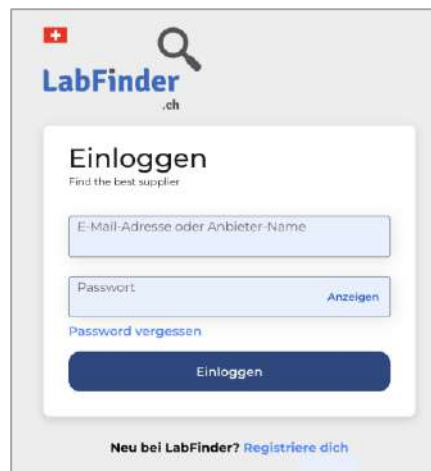 LabFinder
.ch
Einloggen
Find the best supplier
E-Mail-Adresse oder Anbieter-Name
Passwort
Anzeigen
Password vergessen
Einloggen
Neu bei LabFinder? Registriere dich